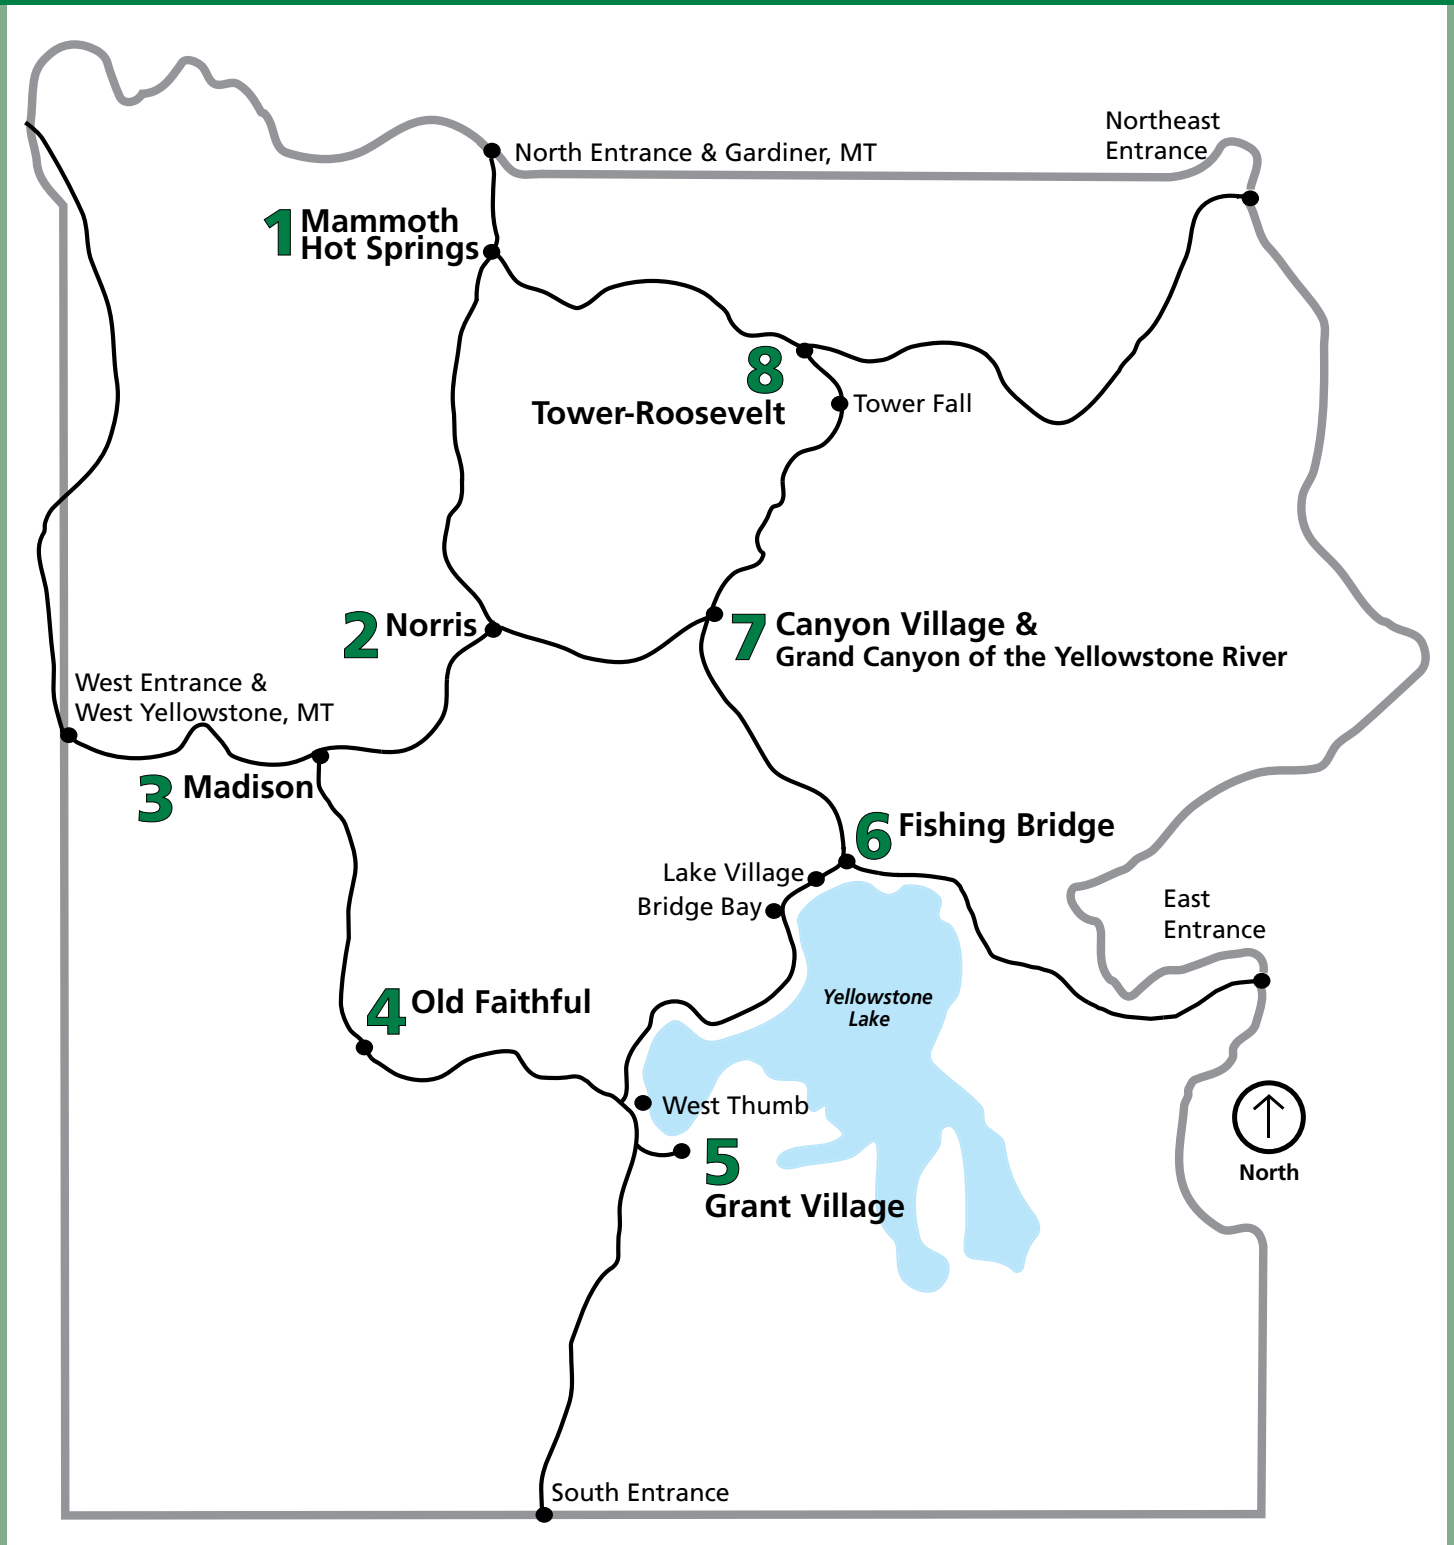 Northeast
Entrance
North Entrance & Gardiner, MT
1 Mammoth
Hot Springs
8
Tower-Roosevelt
Tower Fall
2 Norris
7 Canyon Village &
Grand Canyon of the Yellowstone River
West Entrance &
West Yellowstone, MT
3 Madison
6 Fishing Bridge
Lake Village
Bridge Bay
East
Entrance
4 Old Faithful
Yellowstone
Lake
West Thumb
5
Grant Village
North
South Entrance